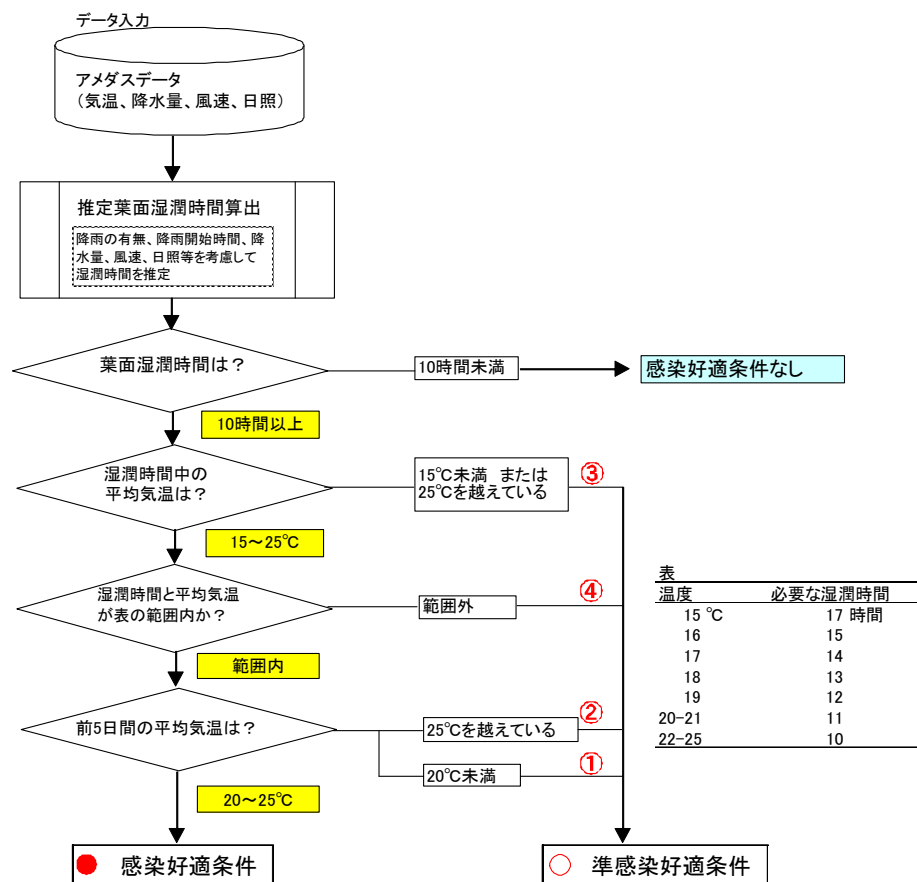 データ入力
アメダスデータ
（気温、降水量、風速、日照）
推定葉面湿潤時間算出
降雨の有無、降雨開始時間、降
水量、風速、日照等を考慮して
湿潤時間を推定
葉面湿潤時間は？
10時間未満
感染好適条件なし
10時間以上
湿潤時間中の
平均気温は？
15℃未満 または
25℃を越えている
③
15～25℃
湿潤時間と平均気温
が表の範囲内か？
範囲外
④
範囲内
前5日間の平均気温は？
25℃を越えている
②
20℃未満
①
20～25℃
● 感染好適条件
○ 準感染好適条件
表
温度 必要な湿潤時間
15 ℃ 17 時間
16 15
17 14
18 13
19 12
20-21 11
22-25 10